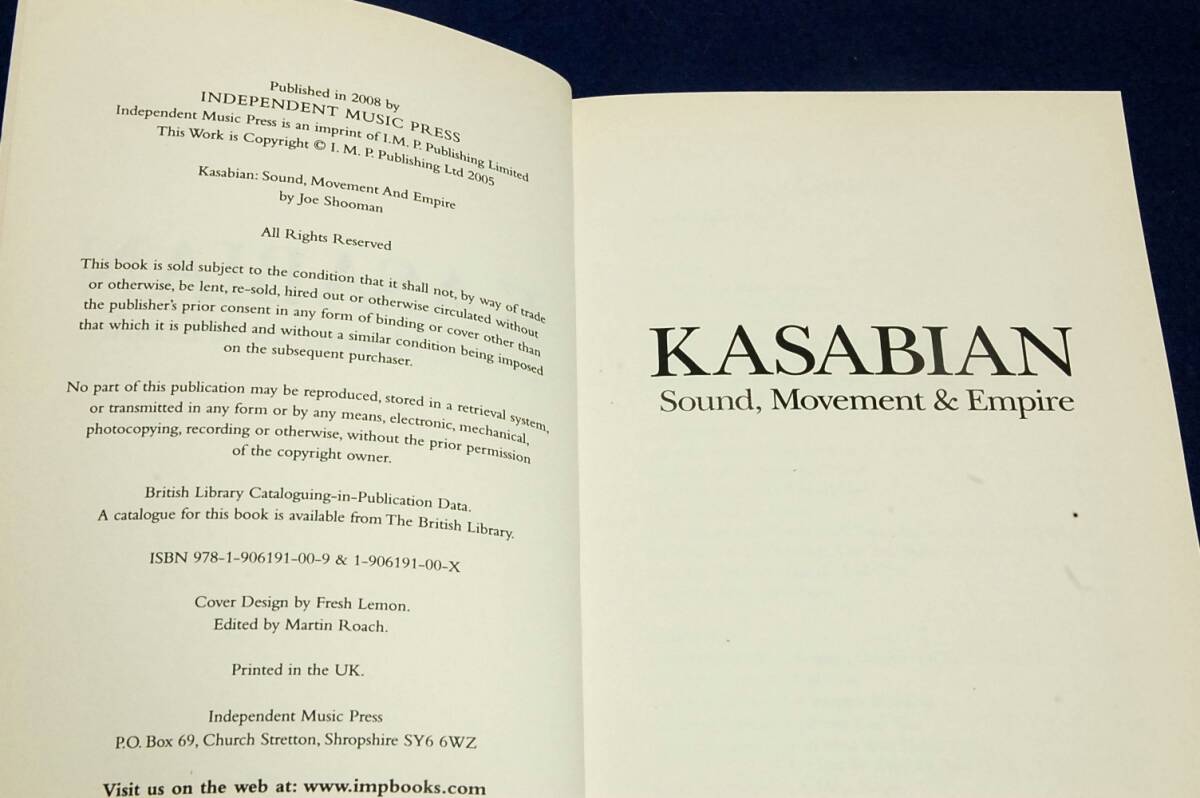 Published in 2008 by
INDEPENDENT MUSIC PRESS
Independent Music Press is an imprint of I.M. P. Publishing Limited
This Work is Copyright © I. M. P. Publishing Ltd 2005
Kasabian: Sound, Movement And Empire
by Joe Shooman
All Rights Reserved
This book is sold subject to the condition that it shall not, by way of trade
or otherwise, be lent, re-sold, hired out or otherwise circulated without
the publisher's prior consent in any form of binding or cover other than
that which it is published and without a similar condition being imposed
on the subsequent purchaser.
No part of this publication may be reproduced, stored in a retrieval system,
or transmitted in any form or by any means, electronic, mechanical,
photocopying, recording or otherwise, without the prior permission
of the copyright owner.
British Library Cataloguing-in-Publication Data.
A catalogue for this book is available from The British Library.
ISBN 978-1-906191-00-9 & 1-906191-00-X
Cover Design by Fresh Lemon.
Edited by Martin Roach.
Printed in the UK.
Independent Music Press
P.O. Box 69, Church Stretton, Shropshire SY6 6WZ
Visit us on the web at: www.impbooks.com
KASABIAN
Sound, Movement & Empire